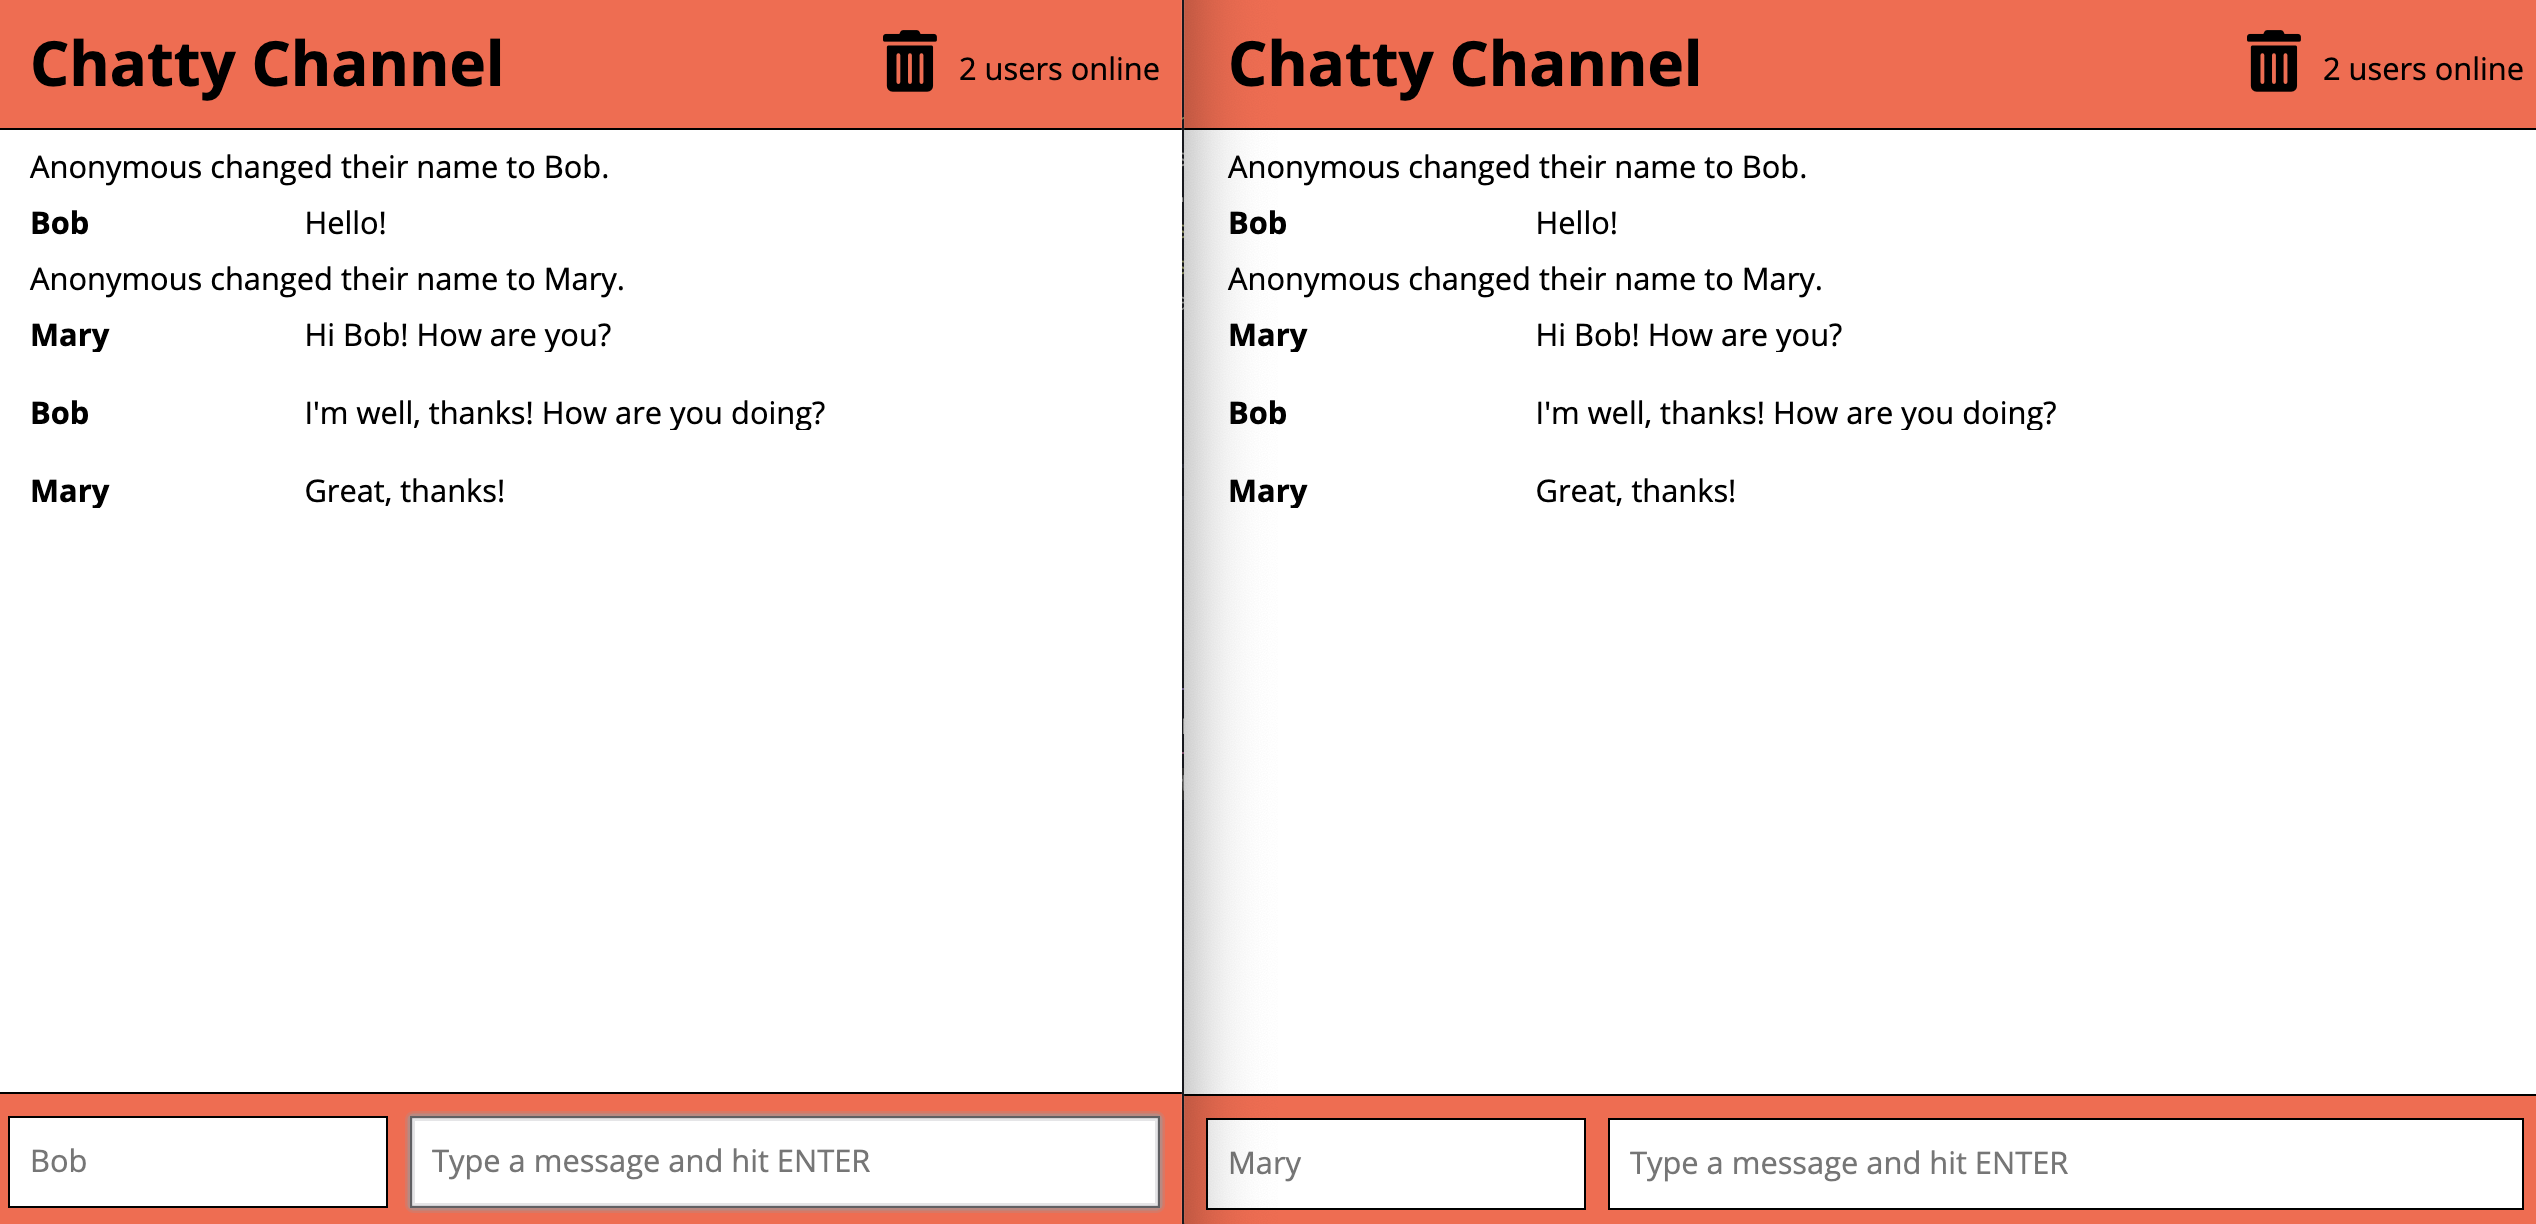 Chatty Channel 2 users online
Anonymous changed their name to Bob.
Bob Hello!
Anonymous changed their name to Mary.
Mary Hi Bob! How are you?
Bob I'm well, thanks! How are you doing?
Mary Great, thanks!
Bob Type a message and hit ENTER
Chatty Channel 2 users online
Anonymous changed their name to Bob.
Bob Hello!
Anonymous changed their name to Mary.
Mary Hi Bob! How are you?
Bob I'm well, thanks! How are you doing?
Mary Great, thanks!
Mary Type a message and hit ENTER